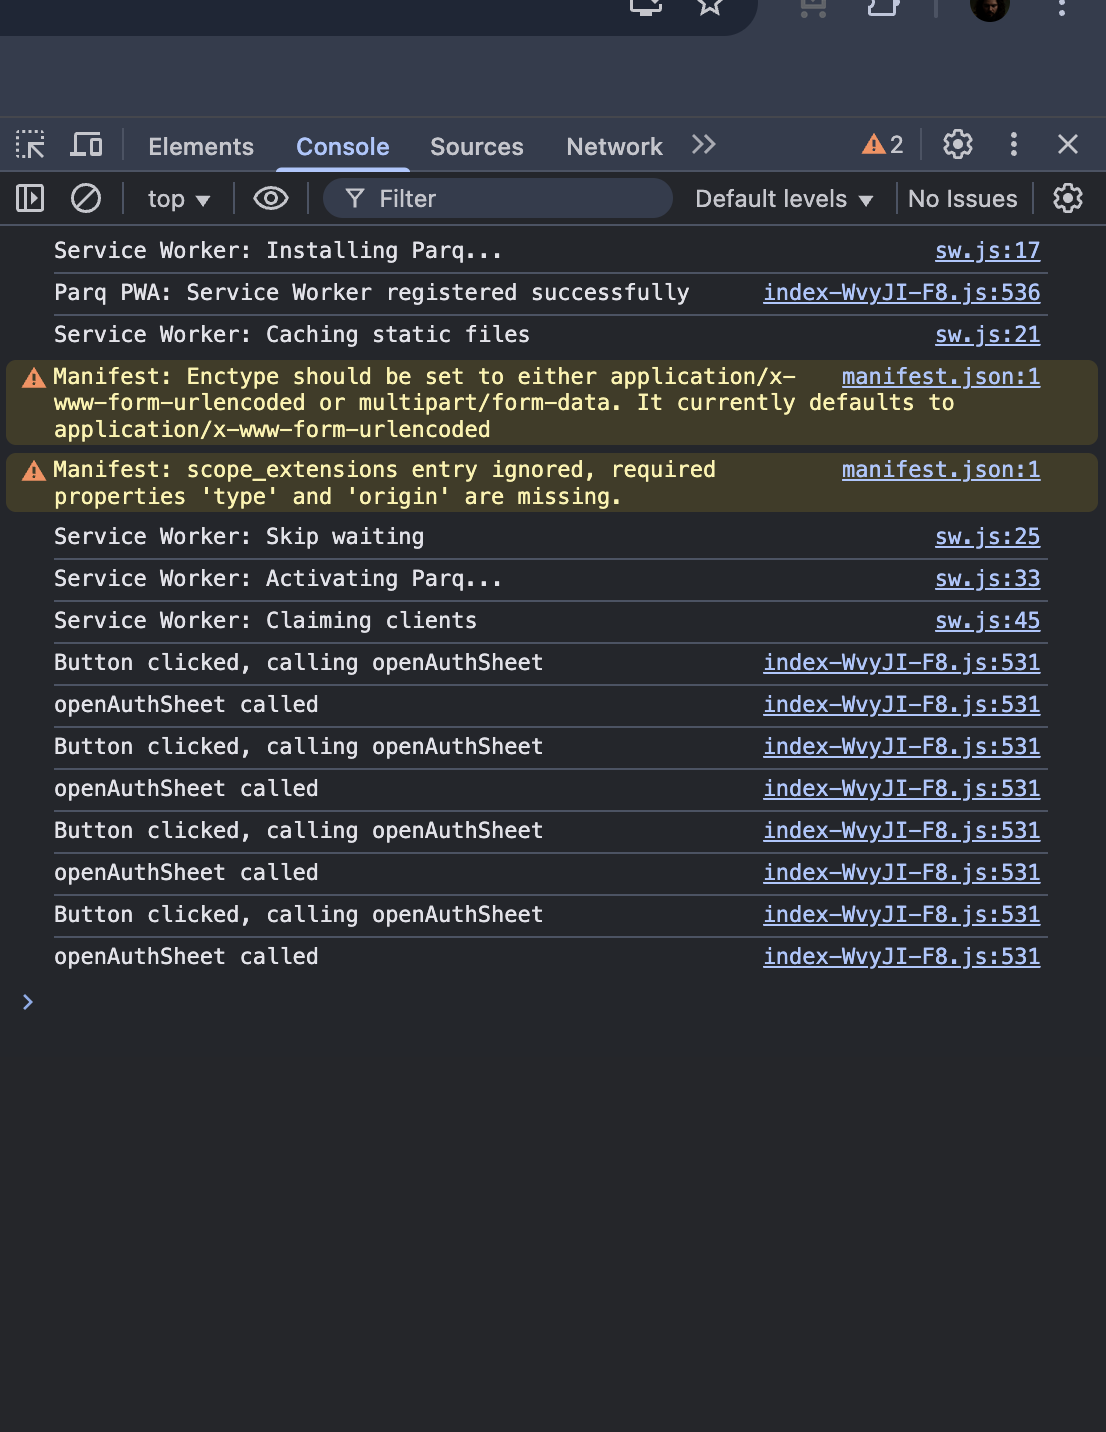 Elements Console Sources Network 2
top Filter Default levels No Issues
Service Worker: Installing Parq... sw.js:17
Parq PWA: Service Worker registered successfully index-WvyJI-F8.js:536
Service Worker: Caching static files sw.js:21
Manifest: Enctype should be set to either application/x- manifest.json:1
www-form-urlencoded or multipart/form-data. It currently defaults to
application/x-www-form-urlencoded
Manifest: scope_extensions entry ignored, required manifest.json:1
properties 'type' and 'origin' are missing.
Service Worker: Skip waiting sw.js:25
Service Worker: Activating Parq... sw.js:33
Service Worker: Claiming clients sw.js:45
Button clicked, calling openAuthSheet index-WvyJI-F8.js:531
openAuthSheet called index-WvyJI-F8.js:531
Button clicked, calling openAuthSheet index-WvyJI-F8.js:531
openAuthSheet called index-WvyJI-F8.js:531
Button clicked, calling openAuthSheet index-WvyJI-F8.js:531
openAuthSheet called index-WvyJI-F8.js:531
Button clicked, calling openAuthSheet index-WvyJI-F8.js:531
openAuthSheet called index-WvyJI-F8.js:531